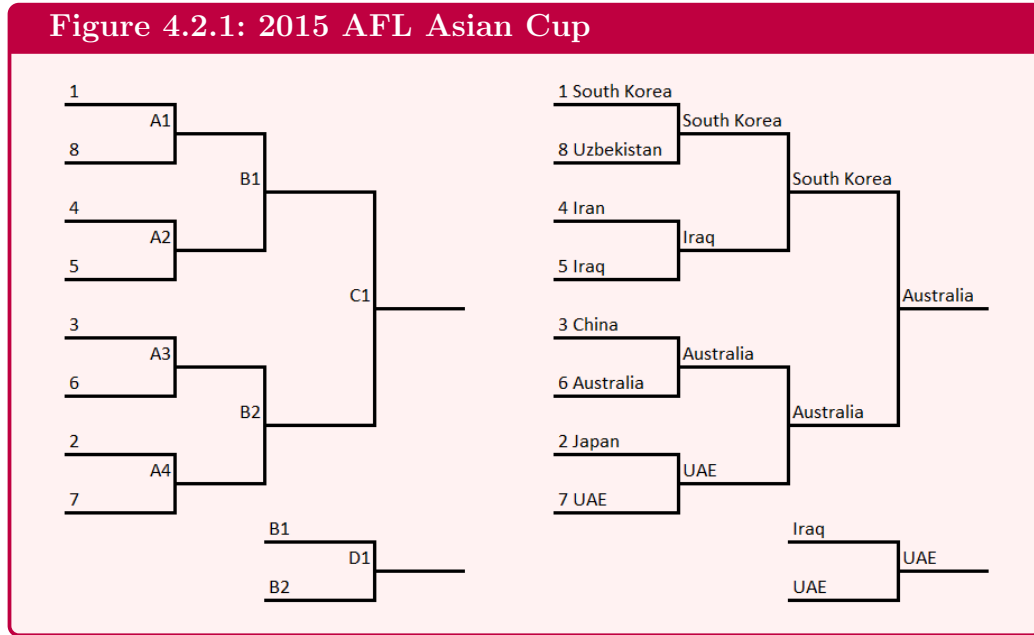 Figure 4.2.1: 2015 AFL Asian Cup
1
A1
8
B1
4
A2
5
C1
3
A3
6
B2
2
A4
7
B1
D1
B2
1 South Korea
South Korea
8 Uzbekistan
South Korea
4 Iran
Iraq
5 Iraq
Australia
3 China
Australia
6 Australia
Australia
2 Japan
UAE
7 UAE
Iraq
UAE
UAE